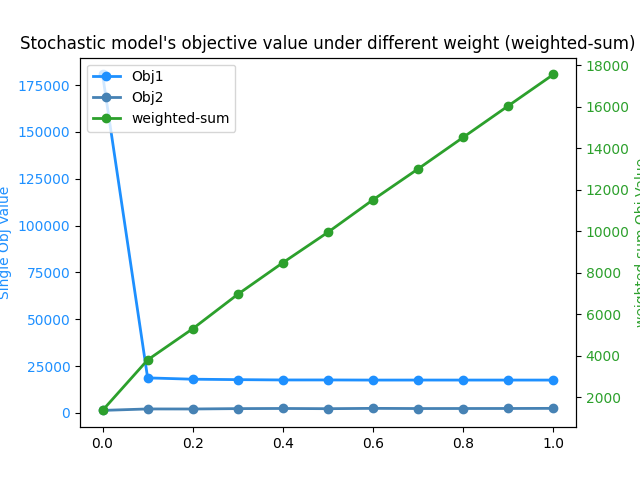 Stochastic model's objective value under different weight (weighted-sum)
Obj1
Obj2
weighted-sum
Single Obj Value
175000
150000
125000
100000
75000
50000
25000
0
18000
16000
14000
12000
10000
8000
6000
4000
2000
weighted-sum Obj Value
0.0 0.2 0.4 0.6 0.8 1.0